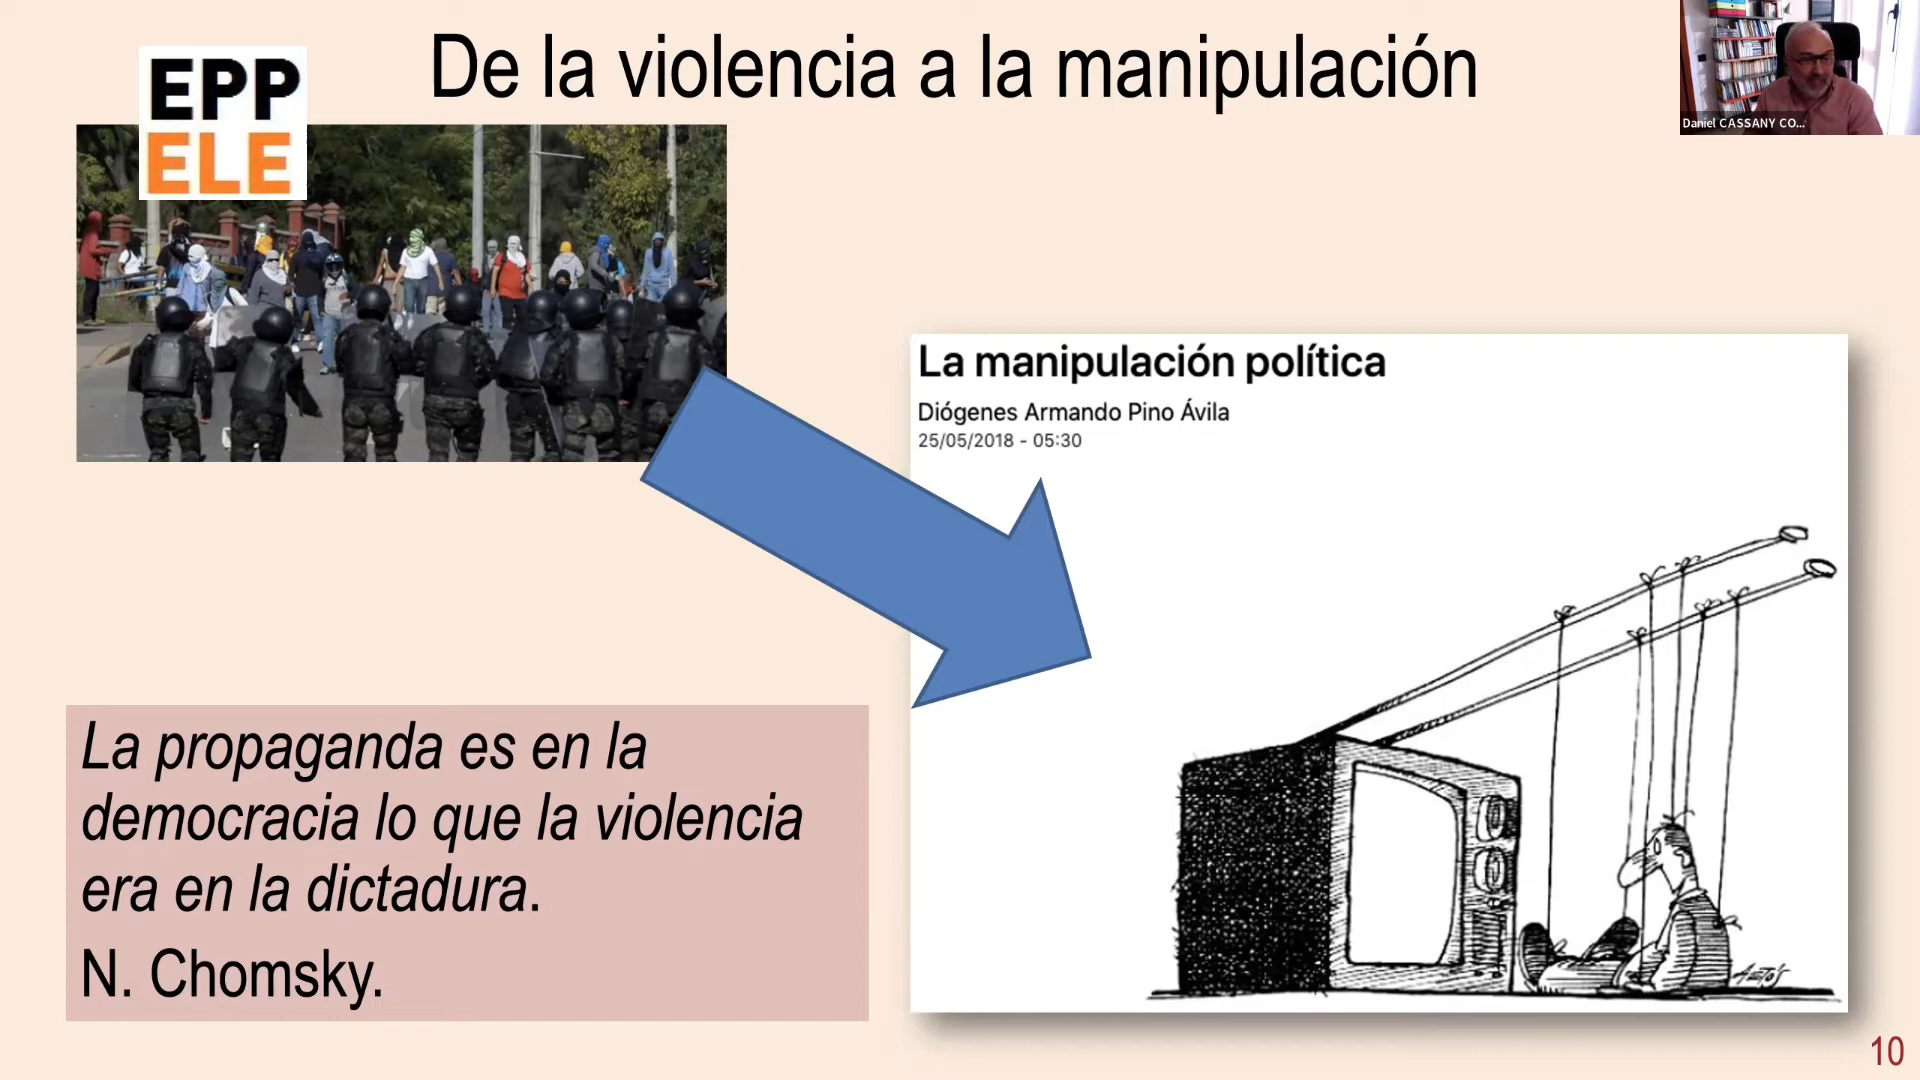 De la violencia a la manipulación
EPP
ELE
Daniel CASSANY CO...
La manipulación política
Diógenes Armando Pino Ávila
25/05/2018 - 05:30
La propaganda es en la
democracia lo que la violencia
era en la dictadura.
N. Chomsky.
10